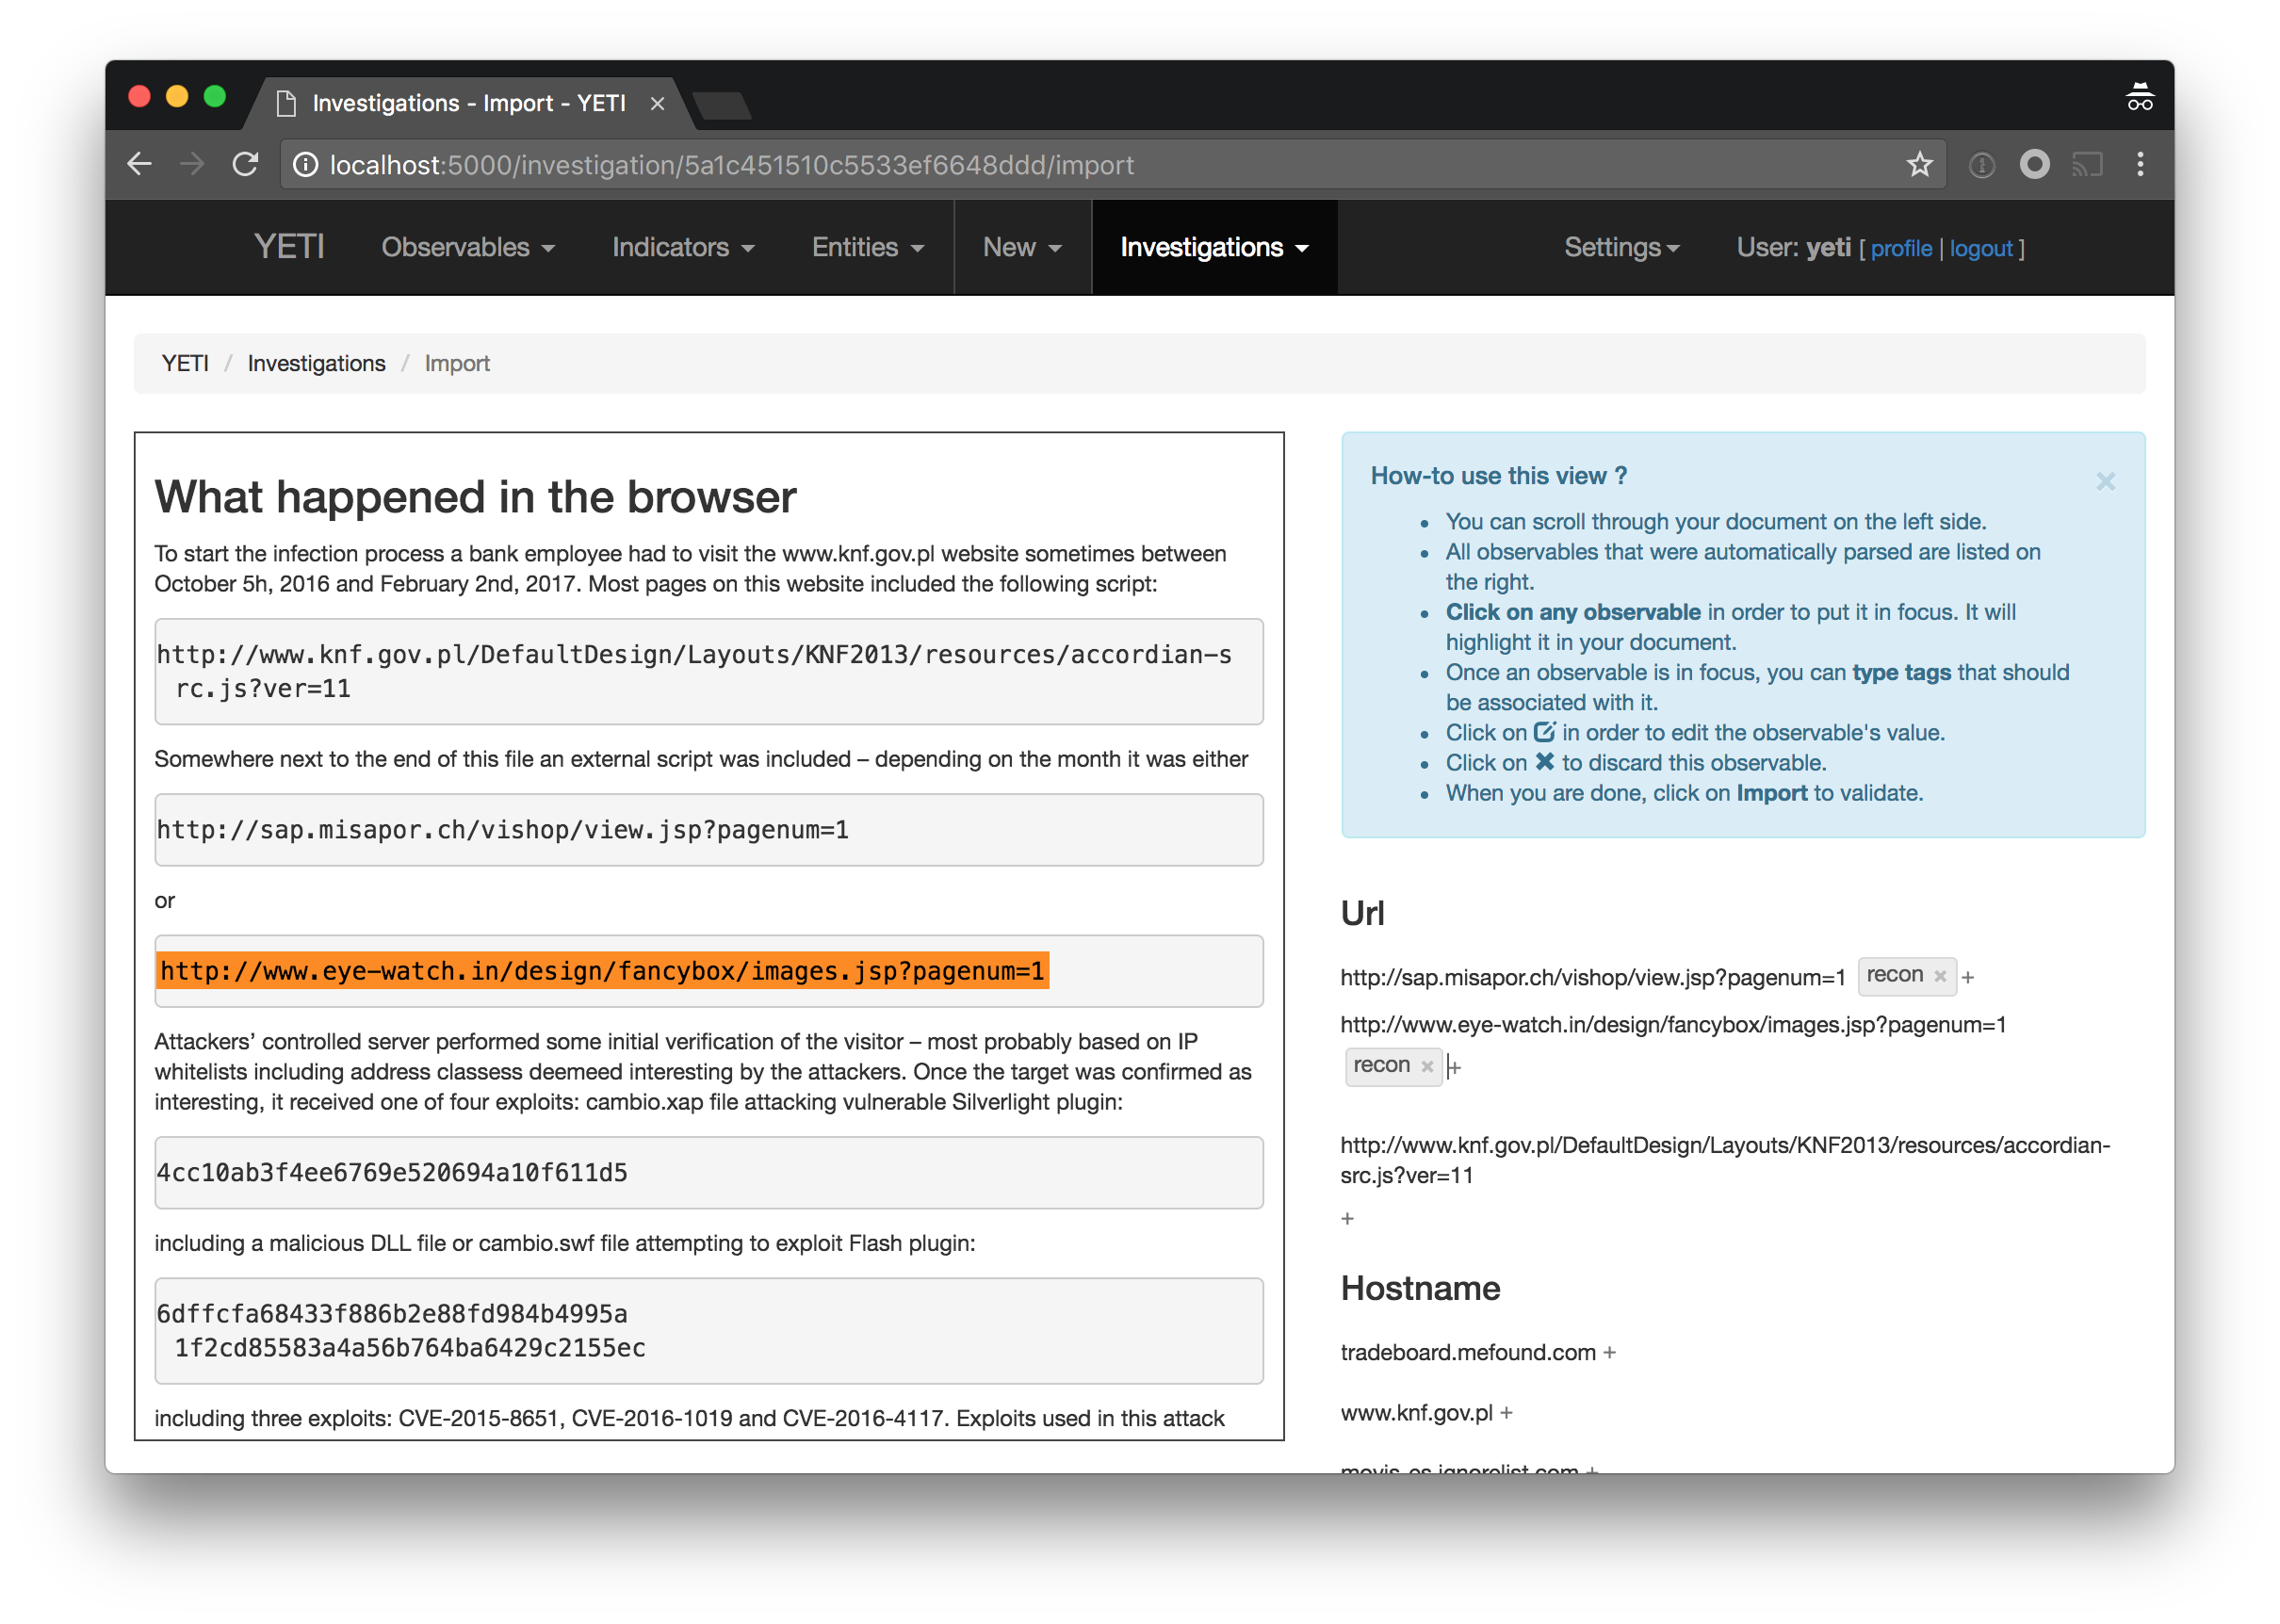 Investigations - Import - YETI
localhost:5000/investigation/5a1c451510c5533ef6648ddd/import
YETI Observables Indicators Entities New Investigations Settings User: yeti [ profile | logout ]
YETI / Investigations / Import
What happened in the browser
To start the infection process a bank employee had to visit the www.knf.gov.pl website sometimes between
October 5h, 2016 and February 2nd, 2017. Most pages on this website included the following script:
http://www.knf.gov.pl/DefaultDesign/Layouts/KNF2013/resources/accordian-s
rc.js?ver=11
Somewhere next to the end of this file an external script was included – depending on the month it was either
http://sap.misapor.ch/vishop/view.jsp?pagenum=1
or
http://www.eye-watch.in/design/fancybox/images.jsp?pagenum=1
Attackers’ controlled server performed some initial verification of the visitor – most probably based on IP
whitelists including address classess deemeed interesting by the attackers. Once the target was confirmed as
interesting, it received one of four exploits: cambio.xap file attacking vulnerable Silverlight plugin:
4cc10ab3f4ee6769e520694a10f611d5
including a malicious DLL file or cambio.swf file attempting to exploit Flash plugin:
6dffcfa68433f886b2e88fd984b4995a
1f2cd85583a4a56b764ba6429c2155ec
including three exploits: CVE-2015-8651, CVE-2016-1019 and CVE-2016-4117. Exploits used in this attack
How-to use this view ?
• You can scroll through your document on the left side.
• All observables that were automatically parsed are listed on
the right.
• Click on any observable in order to put it in focus. It will
highlight it in your document.
• Once an observable is in focus, you can type tags that should
be associated with it.
• Click on in order to edit the observable's value.
• Click on ✖ to discard this observable.
• When you are done, click on Import to validate.
Url
http://sap.misapor.ch/vishop/view.jsp?pagenum=1 recon × +
http://www.eye-watch.in/design/fancybox/images.jsp?pagenum=1
recon × +
http://www.knf.gov.pl/DefaultDesign/Layouts/KNF2013/resources/accordian-
src.js?ver=11
+
Hostname
tradeboard.mefound.com +
www.knf.gov.pl +
movis-es.ignorelist.com +